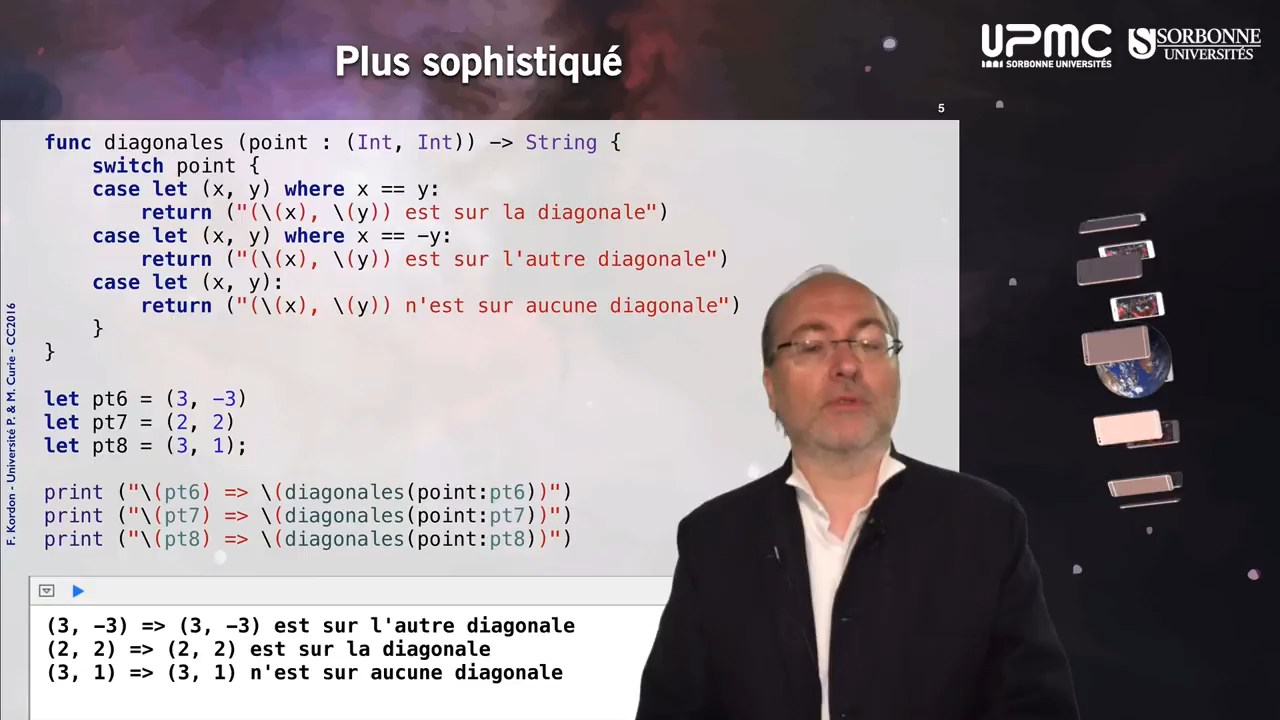 Plus sophistiqué
UPMC
SORBONNE UNIVERSITÉS
SORBONNE
UNIVERSITÉS
5
func diagonales (point : (Int, Int)) -> String {
    switch point {
    case let (x, y) where x == y:
        return ("(\(x), \(y)) est sur la diagonale")
    case let (x, y) where x == -y:
        return ("(\(x), \(y)) est sur l'autre diagonale")
    case let (x, y):
        return ("(\(x), \(y)) n'est sur aucune diagonale")
    }
}
let pt6 = (3, -3)
let pt7 = (2, 2)
let pt8 = (3, 1);
print ("\(pt6) => \(diagonales(point:pt6))")
print ("\(pt7) => \(diagonales(point:pt7))")
print ("\(pt8) => \(diagonales(point:pt8))")
(3, -3) => (3, -3) est sur l'autre diagonale
(2, 2) => (2, 2) est sur la diagonale
(3, 1) => (3, 1) n'est sur aucune diagonale
F. Kordon - Université P. & M. Curie - CC2016